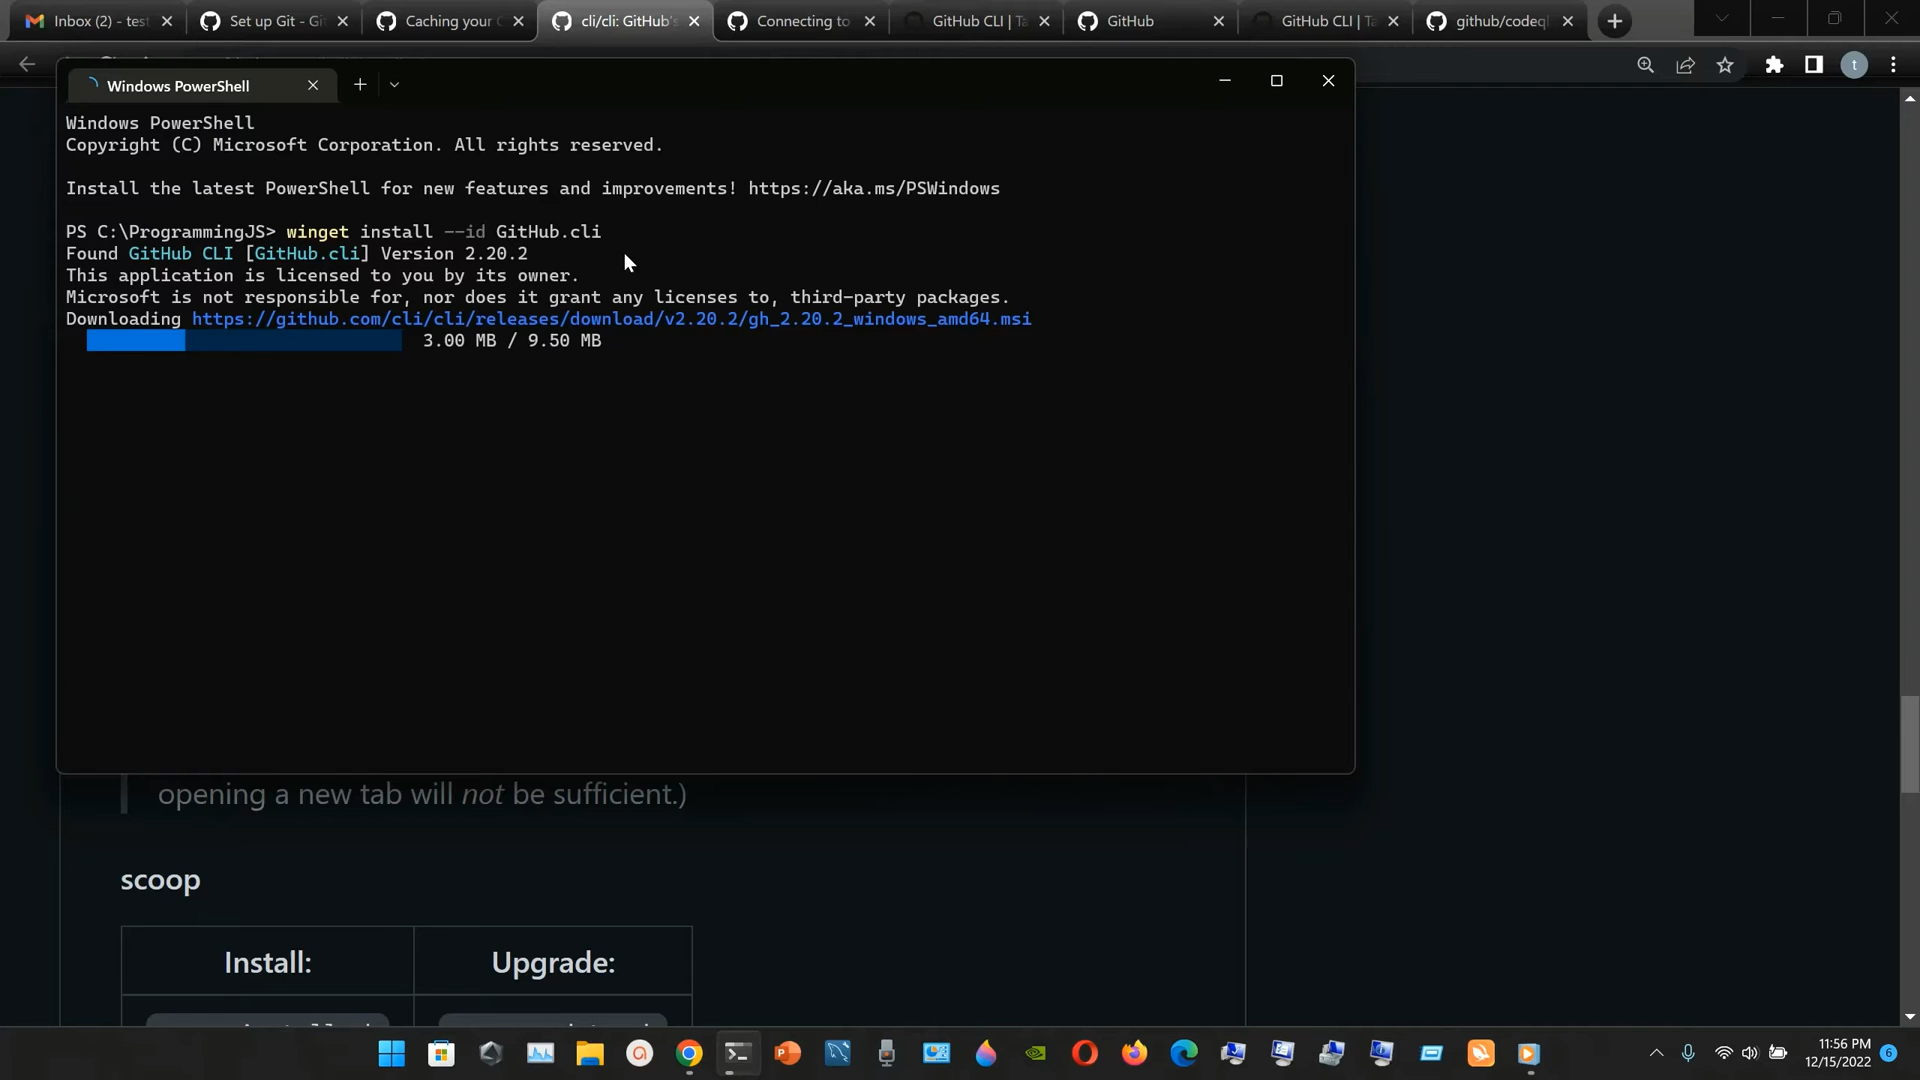 Inbox (2) - test
Set up Git - Gi
Caching your G
cli/cli: GitHub's
Connecting to
GitHub CLI | Ta
GitHub
GitHub CLI | Ta
github/codeql
t
Windows PowerShell
Windows PowerShell
Copyright (C) Microsoft Corporation. All rights reserved.
Install the latest PowerShell for new features and improvements! https://aka.ms/PSWindows
PS C:\ProgrammingJS> winget install --id GitHub.cli
Found GitHub CLI [GitHub.cli] Version 2.20.2
This application is licensed to you by its owner.
Microsoft is not responsible for, nor does it grant any licenses to, third-party packages.
Downloading https://github.com/cli/cli/releases/download/v2.20.2/gh_2.20.2_windows_amd64.msi
3.00 MB / 9.50 MB
opening a new tab will not be sufficient.)
scoop
Install:
Upgrade:
11:56 PM
12/15/2022
6